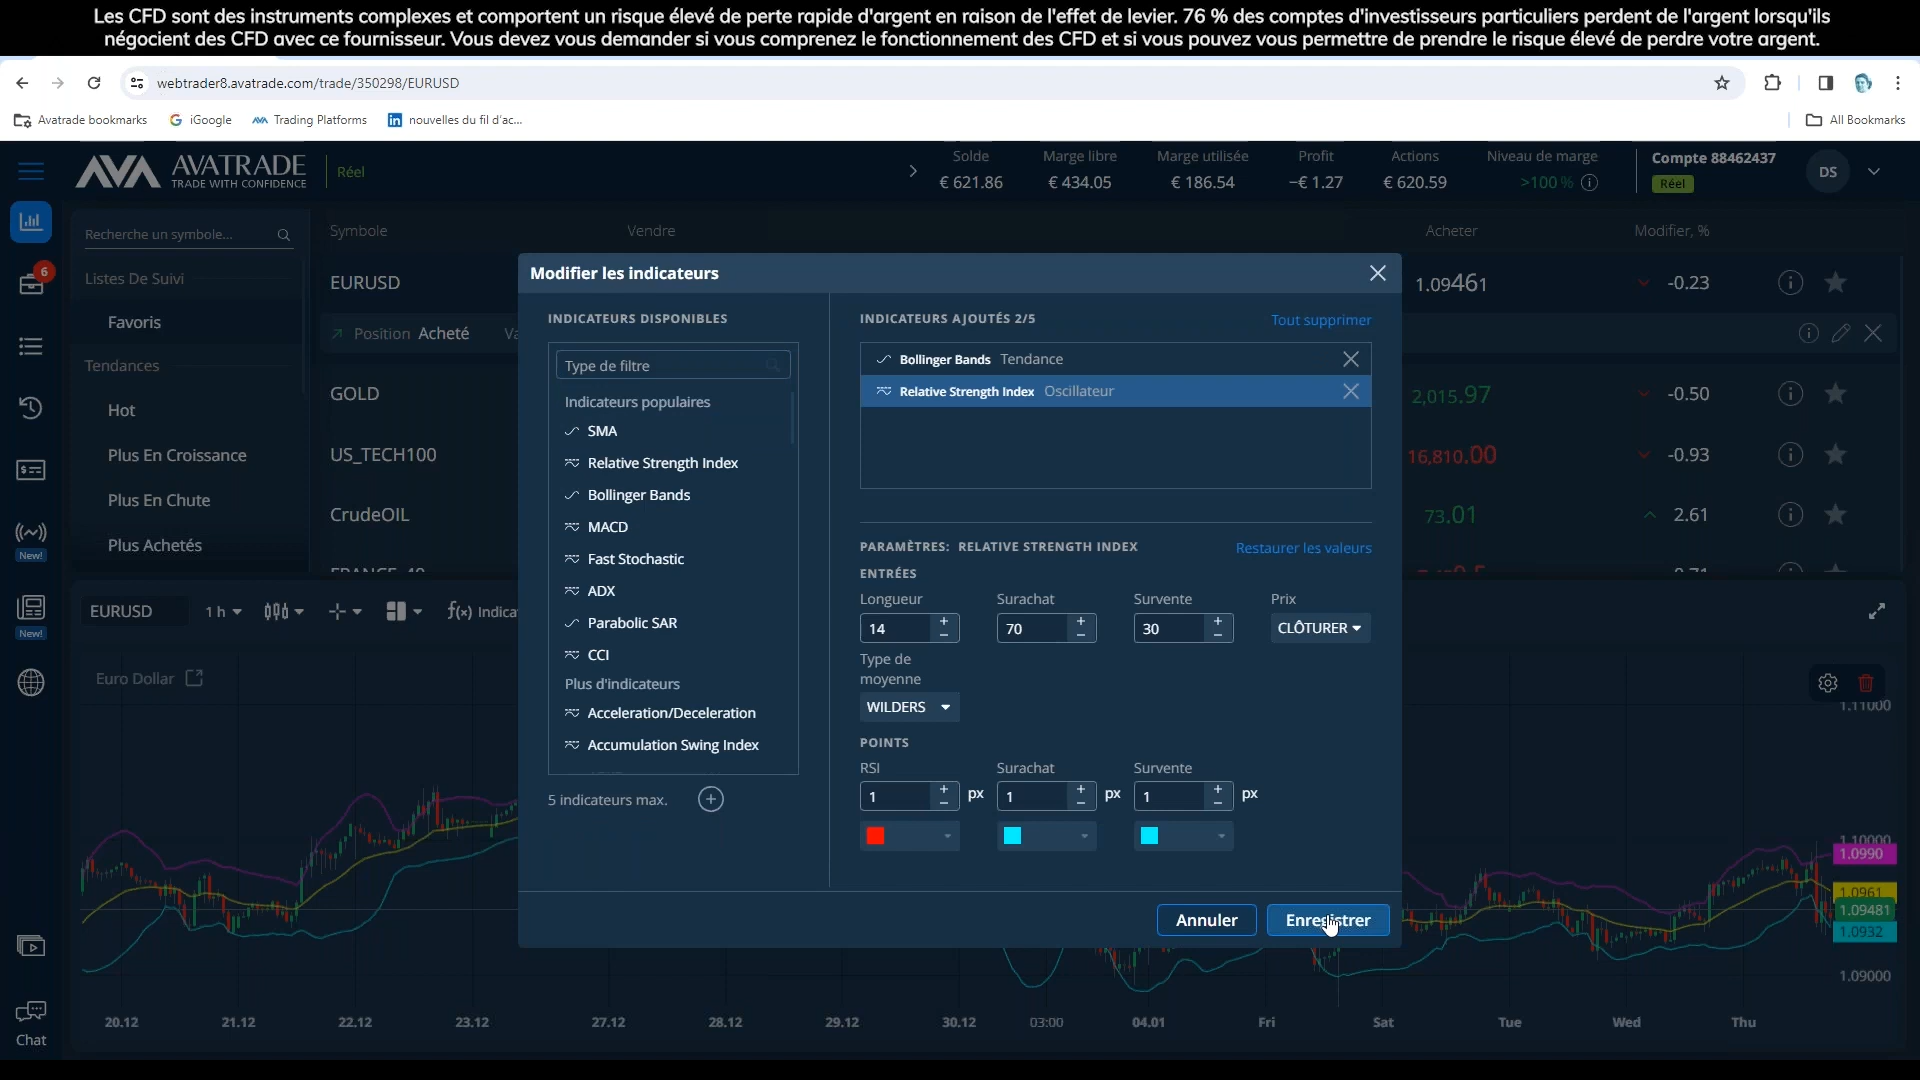 Les CFD sont des instruments complexes et comportent un risque élevé de perte rapide d'argent en raison de l'effet de levier. 76 % des comptes d'investisseurs particuliers perdent de l'argent lorsqu'ils
négocient des CFD avec ce fournisseur. Vous devez vous demander si vous comprenez le fonctionnement des CFD et si vous pouvez vous permettre de prendre le risque élevé de perdre votre argent.
webtrader8.avatrade.com/trade/350298/EURUSD
Avatrade bookmarks iGoogle Trading Platforms nouvelles du fil d'ac... All Bookmarks
AVA AVATRADE
TRADE WITH CONFIDENCE
Réel
Solde Marge libre Marge utilisée Profit Actions Niveau de marge
€ 621.86 € 434.05 € 186.54 −€ 1.27 € 620.59 >100 %
Compte 88462437
Réel
DS
Recherche un symbole...
Symbole Vendre Acheter Modifier, %
6
Listes De Suivi
Favoris
Tendances
Hot
Plus En Croissance
Plus En Chute
Plus Achetés
EURUSD 1.09461 -0.23
Position Acheté
GOLD 2,015.97 -0.50
US_TECH100 16,810.00 -0.93
CrudeOIL 73.01 2.61
New!
New!
Chat
Modifier les indicateurs
INDICATEURS DISPONIBLES
Type de filtre
Indicateurs populaires
SMA
Relative Strength Index
Bollinger Bands
MACD
Fast Stochastic
ADX
Parabolic SAR
CCI
Plus d'indicateurs
Acceleration/Deceleration
Accumulation Swing Index
5 indicateurs max.
INDICATEURS AJOUTÉS 2/5 Tout supprimer
Bollinger Bands Tendance
Relative Strength Index Oscillateur
PARAMÈTRES: RELATIVE STRENGTH INDEX Restaurer les valeurs
ENTRÉES
Longueur Surachat Survente Prix
14 70 30 CLÔTURER
Type de
moyenne
WILDERS
POINTS
RSI Surachat Survente
1 px 1 px 1 px
Annuler Enregistrer
EURUSD 1 h f(x)
Euro Dollar
1.11000
1.10000
1.0990
1.0961
1.09481
1.0932
1.09000
20.12 21.12 22.12 23.12 27.12 28.12 29.12 30.12 03:00 04.01 Fri Sat Tue Wed Thu